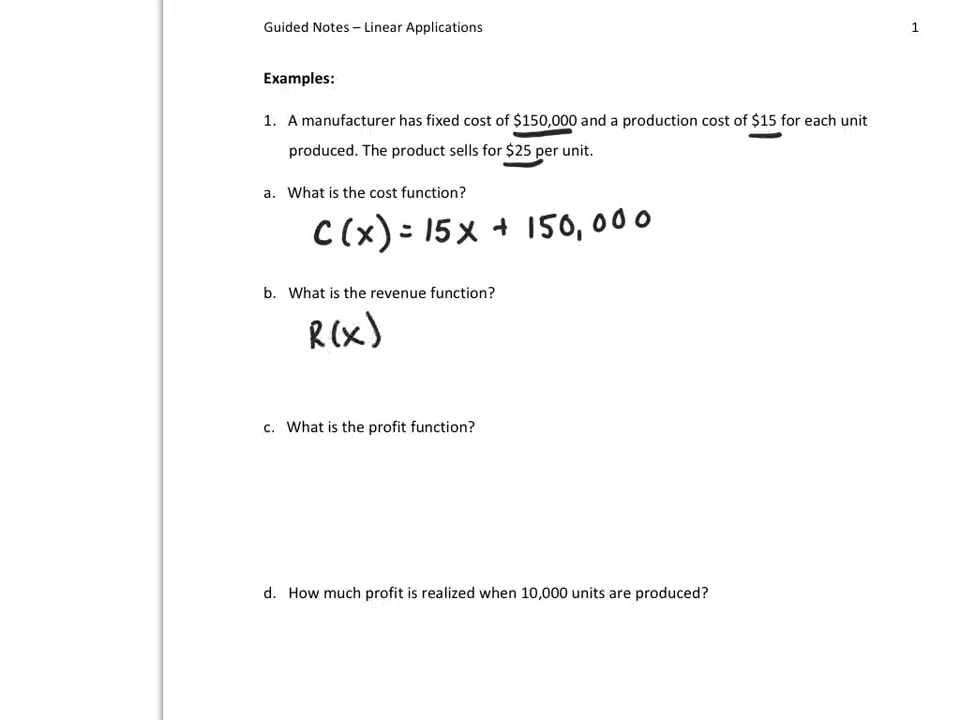 Guided Notes – Linear Applications 1
Examples:
1. A manufacturer has fixed cost of $150,000 and a production cost of $15 for each unit
produced. The product sells for $25 per unit.
a. What is the cost function?
C(x) = 15x + 150,000
b. What is the revenue function?
R(x)
c. What is the profit function?
d. How much profit is realized when 10,000 units are produced?